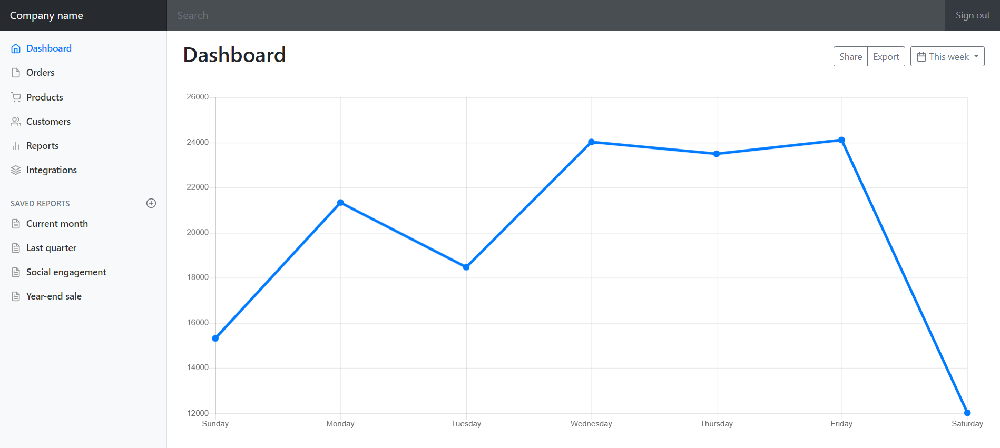 Company name
Search
Sign out
Dashboard
Orders
Products
Customers
Reports
Integrations
SAVED REPORTS
Current month
Last quarter
Social engagement
Year-end sale
Dashboard
Share
Export
This week
26000
24000
22000
20000
18000
16000
14000
12000
Sunday
Monday
Tuesday
Wednesday
Thursday
Friday
Saturday